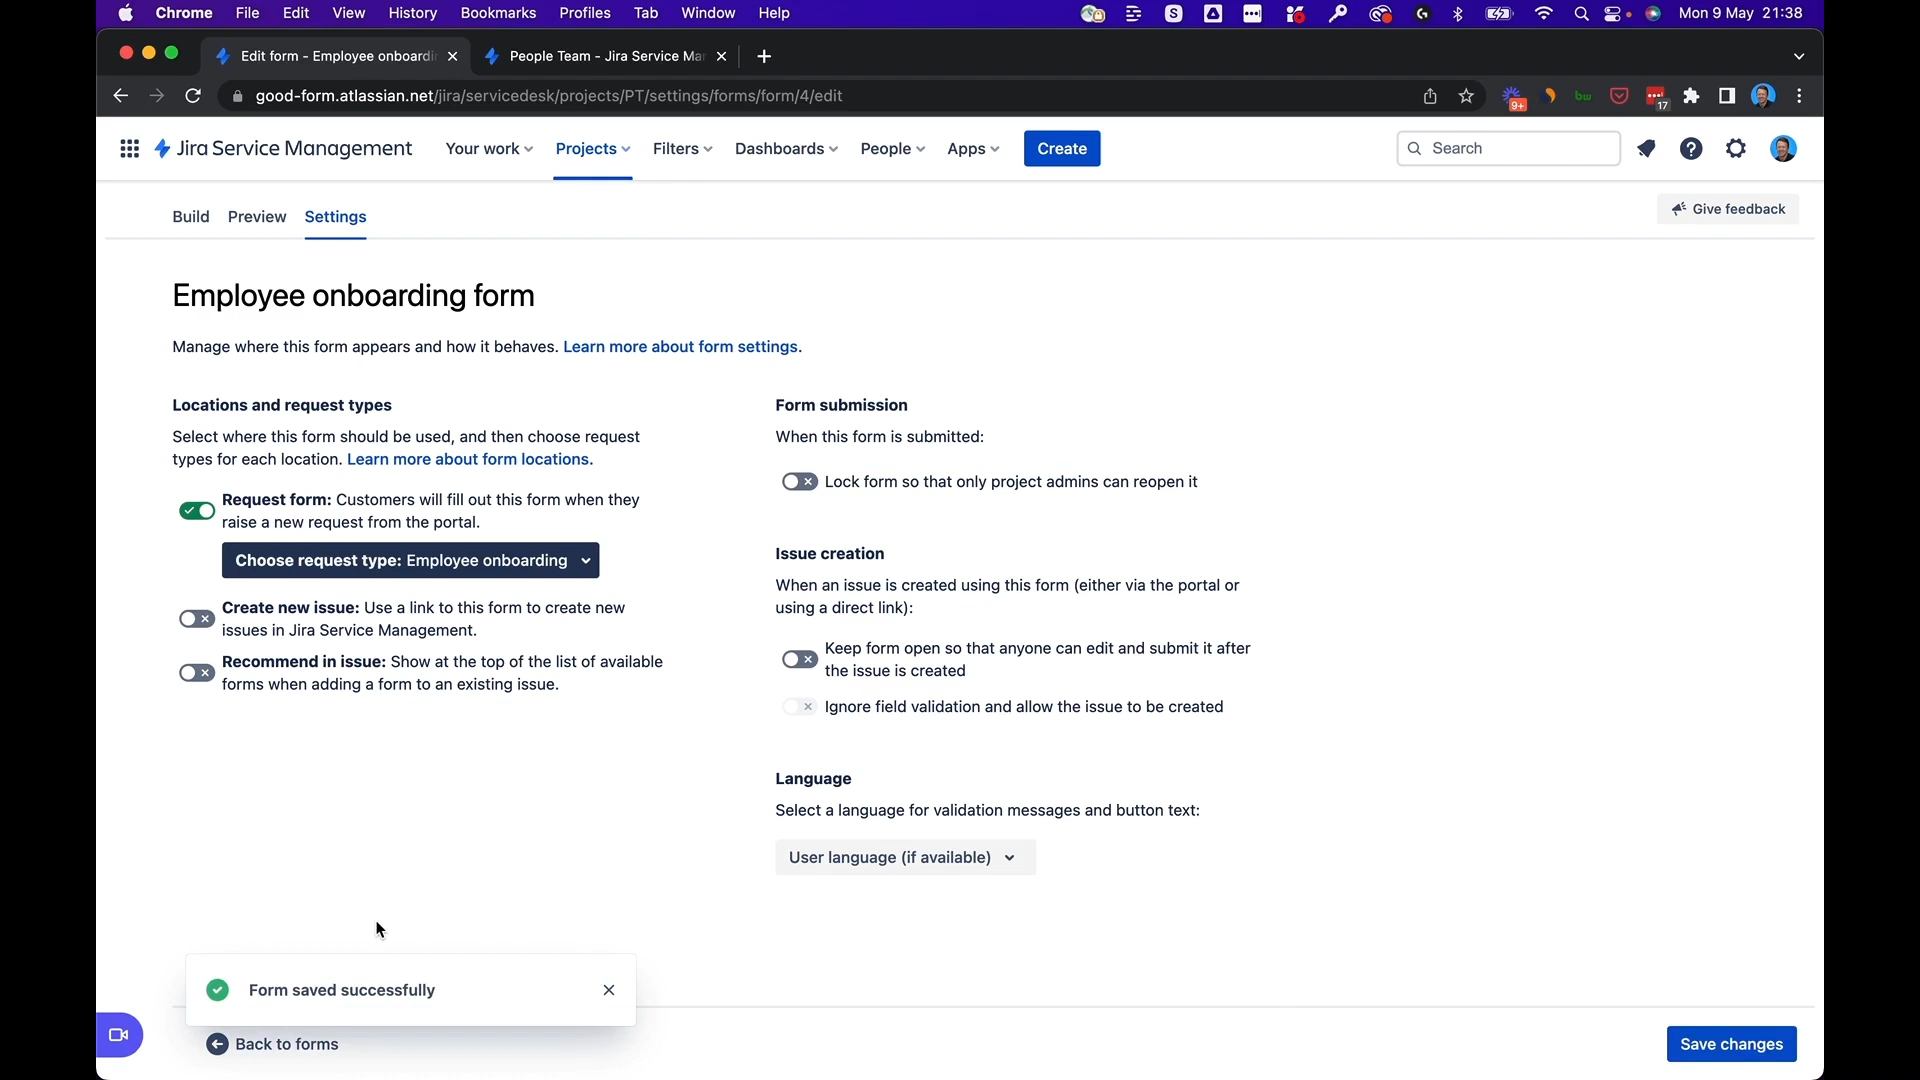 Chrome File Edit View History Bookmarks Profiles Tab Window Help Mon 9 May 21:38
Edit form - Employee onboardi People Team - Jira Service Ma
good-form.atlassian.net/jira/servicedesk/projects/PT/settings/forms/form/4/edit 9+ bw 17
Jira Service Management Your work Projects Filters Dashboards People Apps Create Search
Build Preview Settings Give feedback
Employee onboarding form
Manage where this form appears and how it behaves. Learn more about form settings.
Locations and request types
Select where this form should be used, and then choose request
types for each location. Learn more about form locations.
Request form: Customers will fill out this form when they
raise a new request from the portal.
Choose request type: Employee onboarding
Create new issue: Use a link to this form to create new
issues in Jira Service Management.
Recommend in issue: Show at the top of the list of available
forms when adding a form to an existing issue.
Form submission
When this form is submitted:
Lock form so that only project admins can reopen it
Issue creation
When an issue is created using this form (either via the portal or
using a direct link):
Keep form open so that anyone can edit and submit it after
the issue is created
Ignore field validation and allow the issue to be created
Language
Select a language for validation messages and button text:
User language (if available)
Form saved successfully
Back to forms
Save changes